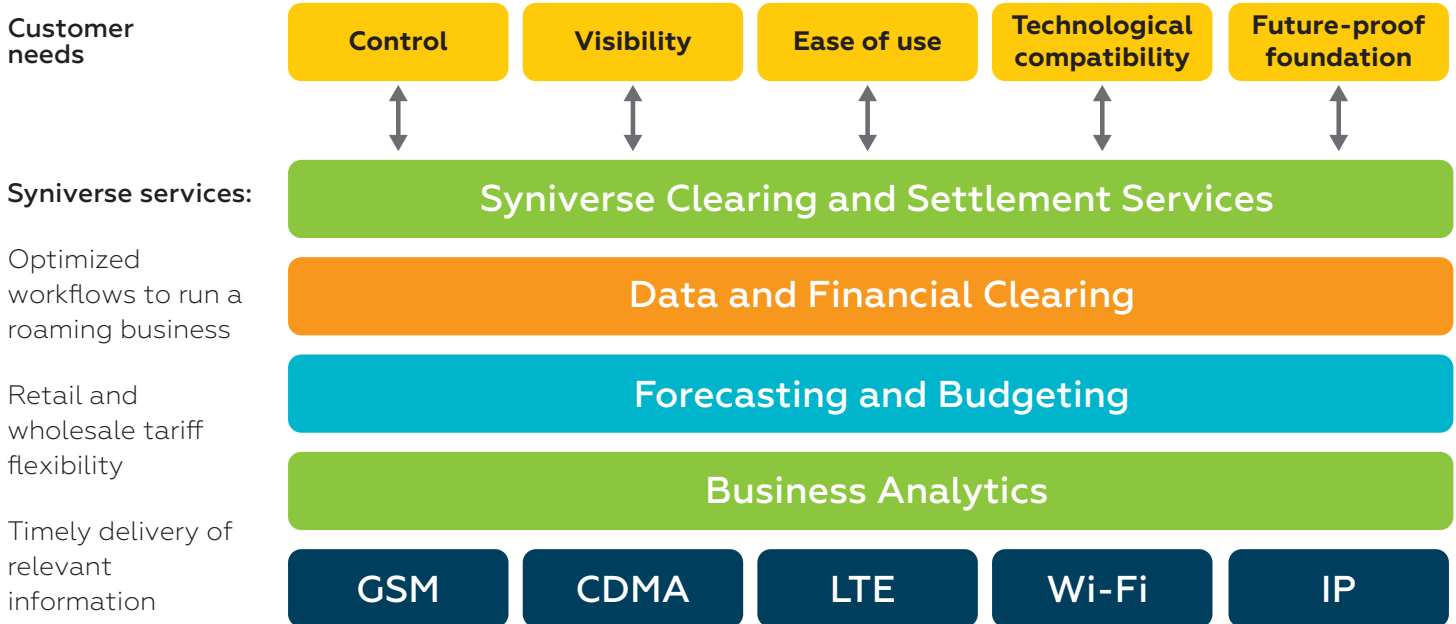 Customer
needs
Control
Visibility
Ease of use
Technological
compatibility
Future-proof
foundation
Syniverse services:
Optimized
workflows to run a
roaming business
Retail and
wholesale tariff
flexibility
Timely delivery of
relevant
information
Syniverse Clearing and Settlement Services
Data and Financial Clearing
Forecasting and Budgeting
Business Analytics
GSM
CDMA
LTE
Wi-Fi
IP